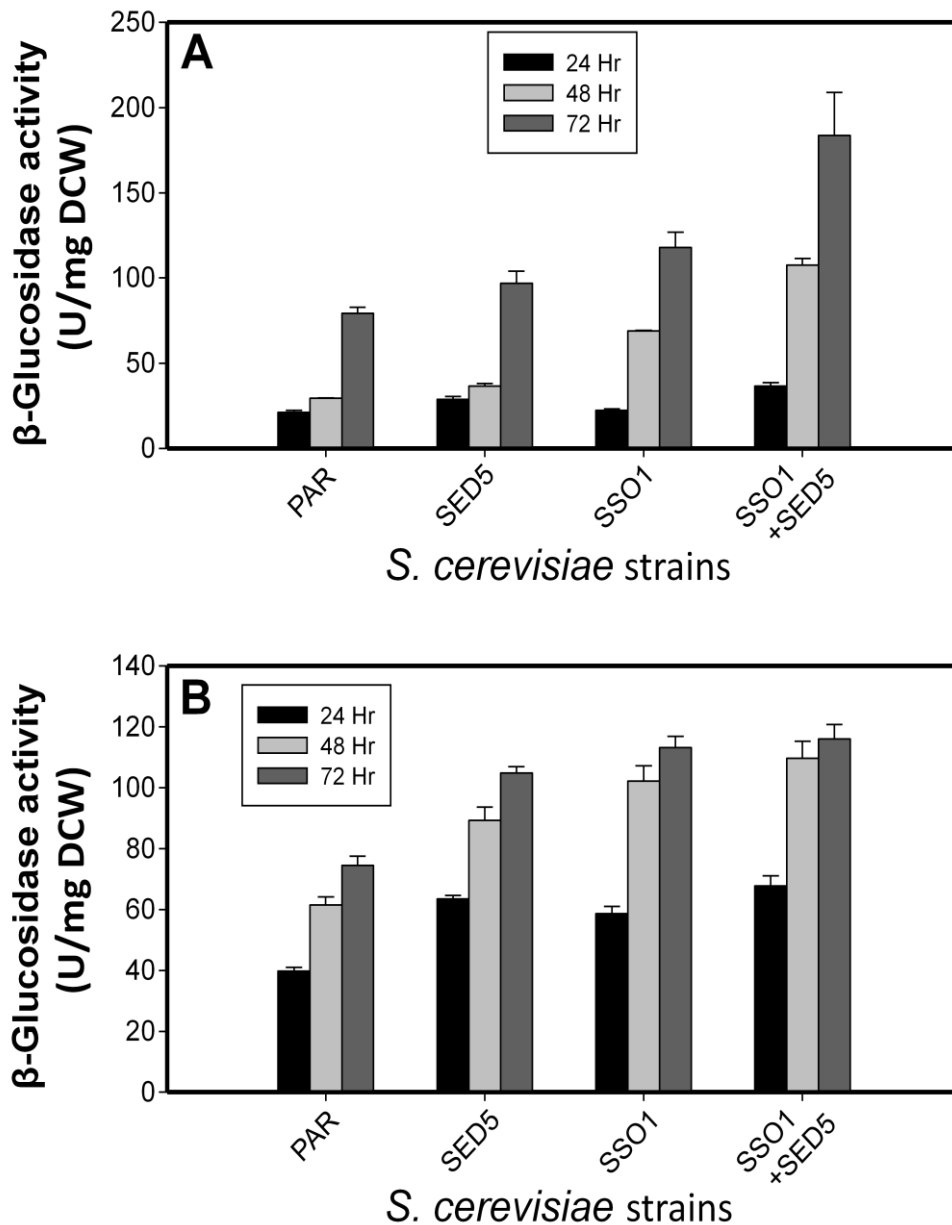 A
24 Hr
48 Hr
72 Hr
β-Glucosidase activity
(U/mg DCW)
250
200
150
100
50
0
PAR
SED5
SSO1
SSO1
+SED5
S. cerevisiae strains
B
24 Hr
48 Hr
72 Hr
β-Glucosidase activity
(U/mg DCW)
140
120
100
80
60
40
20
0
PAR
SED5
SSO1
SSO1
+SED5
S. cerevisiae strains